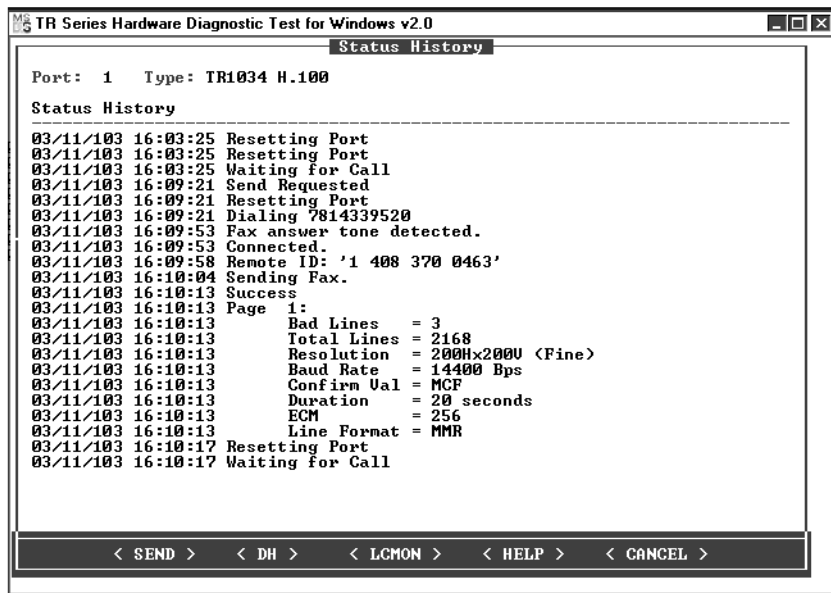 TR Series Hardware Diagnostic Test for Windows v2.0
Status History
Port: 1 Type: TR1034 H.100
Status History
03/11/103 16:03:25 Resetting Port
03/11/103 16:03:25 Resetting Port
03/11/103 16:03:25 Waiting for Call
03/11/103 16:09:21 Send Requested
03/11/103 16:09:21 Resetting Port
03/11/103 16:09:21 Dialing 7814339520
03/11/103 16:09:53 Fax answer tone detected.
03/11/103 16:09:53 Connected.
03/11/103 16:09:58 Remote ID: '1 408 370 0463'
03/11/103 16:10:04 Sending Fax.
03/11/103 16:10:13 Success
03/11/103 16:10:13 Page 1:
03/11/103 16:10:13 Bad Lines = 3
03/11/103 16:10:13 Total Lines = 2168
03/11/103 16:10:13 Resolution = 200Hx200V (Fine)
03/11/103 16:10:13 Baud Rate = 14400 Bps
03/11/103 16:10:13 Confirm Val = MCF
03/11/103 16:10:13 Duration = 20 seconds
03/11/103 16:10:13 ECM = 256
03/11/103 16:10:13 Line Format = MMR
03/11/103 16:10:17 Resetting Port
03/11/103 16:10:17 Waiting for Call
< SEND > < DH > < LCMON > < HELP > < CANCEL >